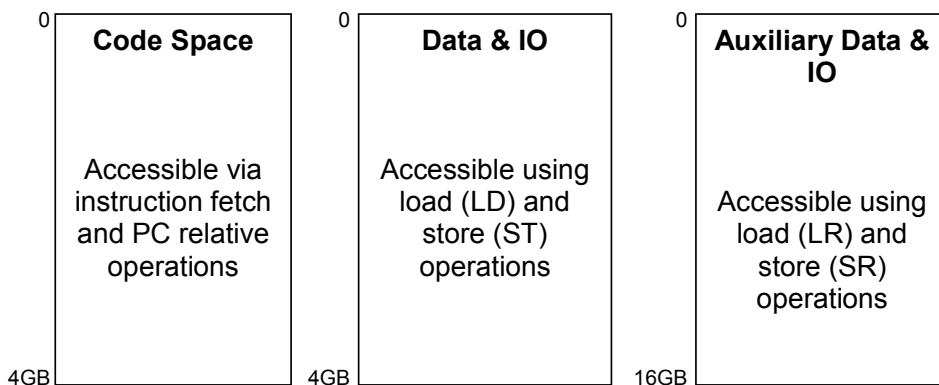 0
Code Space
Accessible via
instruction fetch
and PC relative
operations
4GB
0
Data & IO
Accessible using
load (LD) and
store (ST)
operations
4GB
0
Auxiliary Data &
IO
Accessible using
load (LR) and
store (SR)
operations
16GB